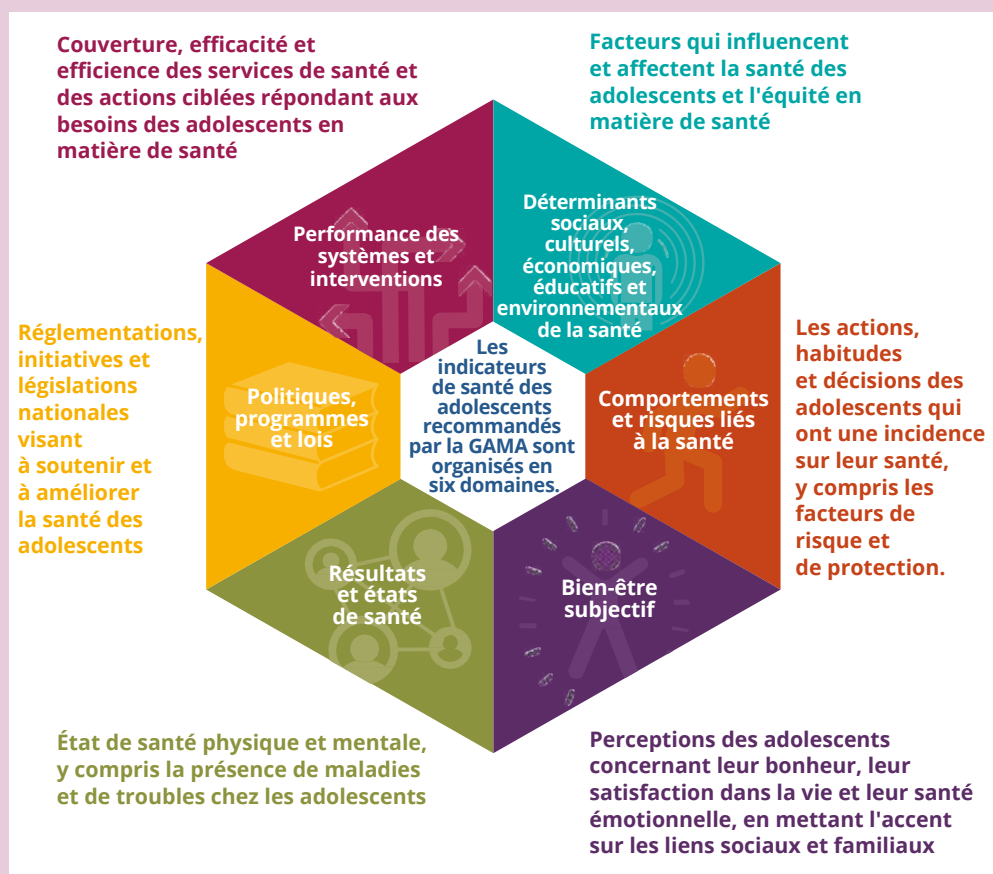 Couverture, efficacité et
efficience des services de santé et
des actions ciblées répondant aux
besoins des adolescents en
matière de santé
Facteurs qui influencent
et affectent la santé des
adolescents et l'équité en
matière de santé
Performance des
systèmes et
interventions
Déterminants
sociaux,
culturels,
économiques,
éducatifs et
environnementaux
de la santé
Réglementations,
initiatives et
législations
nationales
visant
à soutenir et
à améliorer
la santé des
adolescents
Politiques,
programmes
et lois
Les
indicateurs
de santé des
adolescents
recommandés
par la GAMA sont
organisés en
six domaines.
Comportements
et risques liés
à la santé
Les actions,
habitudes
et décisions des
adolescents qui
ont une incidence
sur leur santé,
y compris les
facteurs de
risque et
de protection.
Résultats
et états
de santé
Bien-être
subjectif
État de santé physique et mentale,
y compris la présence de maladies
et de troubles chez les adolescents
Perceptions des adolescents
concernant leur bonheur, leur
satisfaction dans la vie et leur santé
émotionnelle, en mettant l'accent
sur les liens sociaux et familiaux